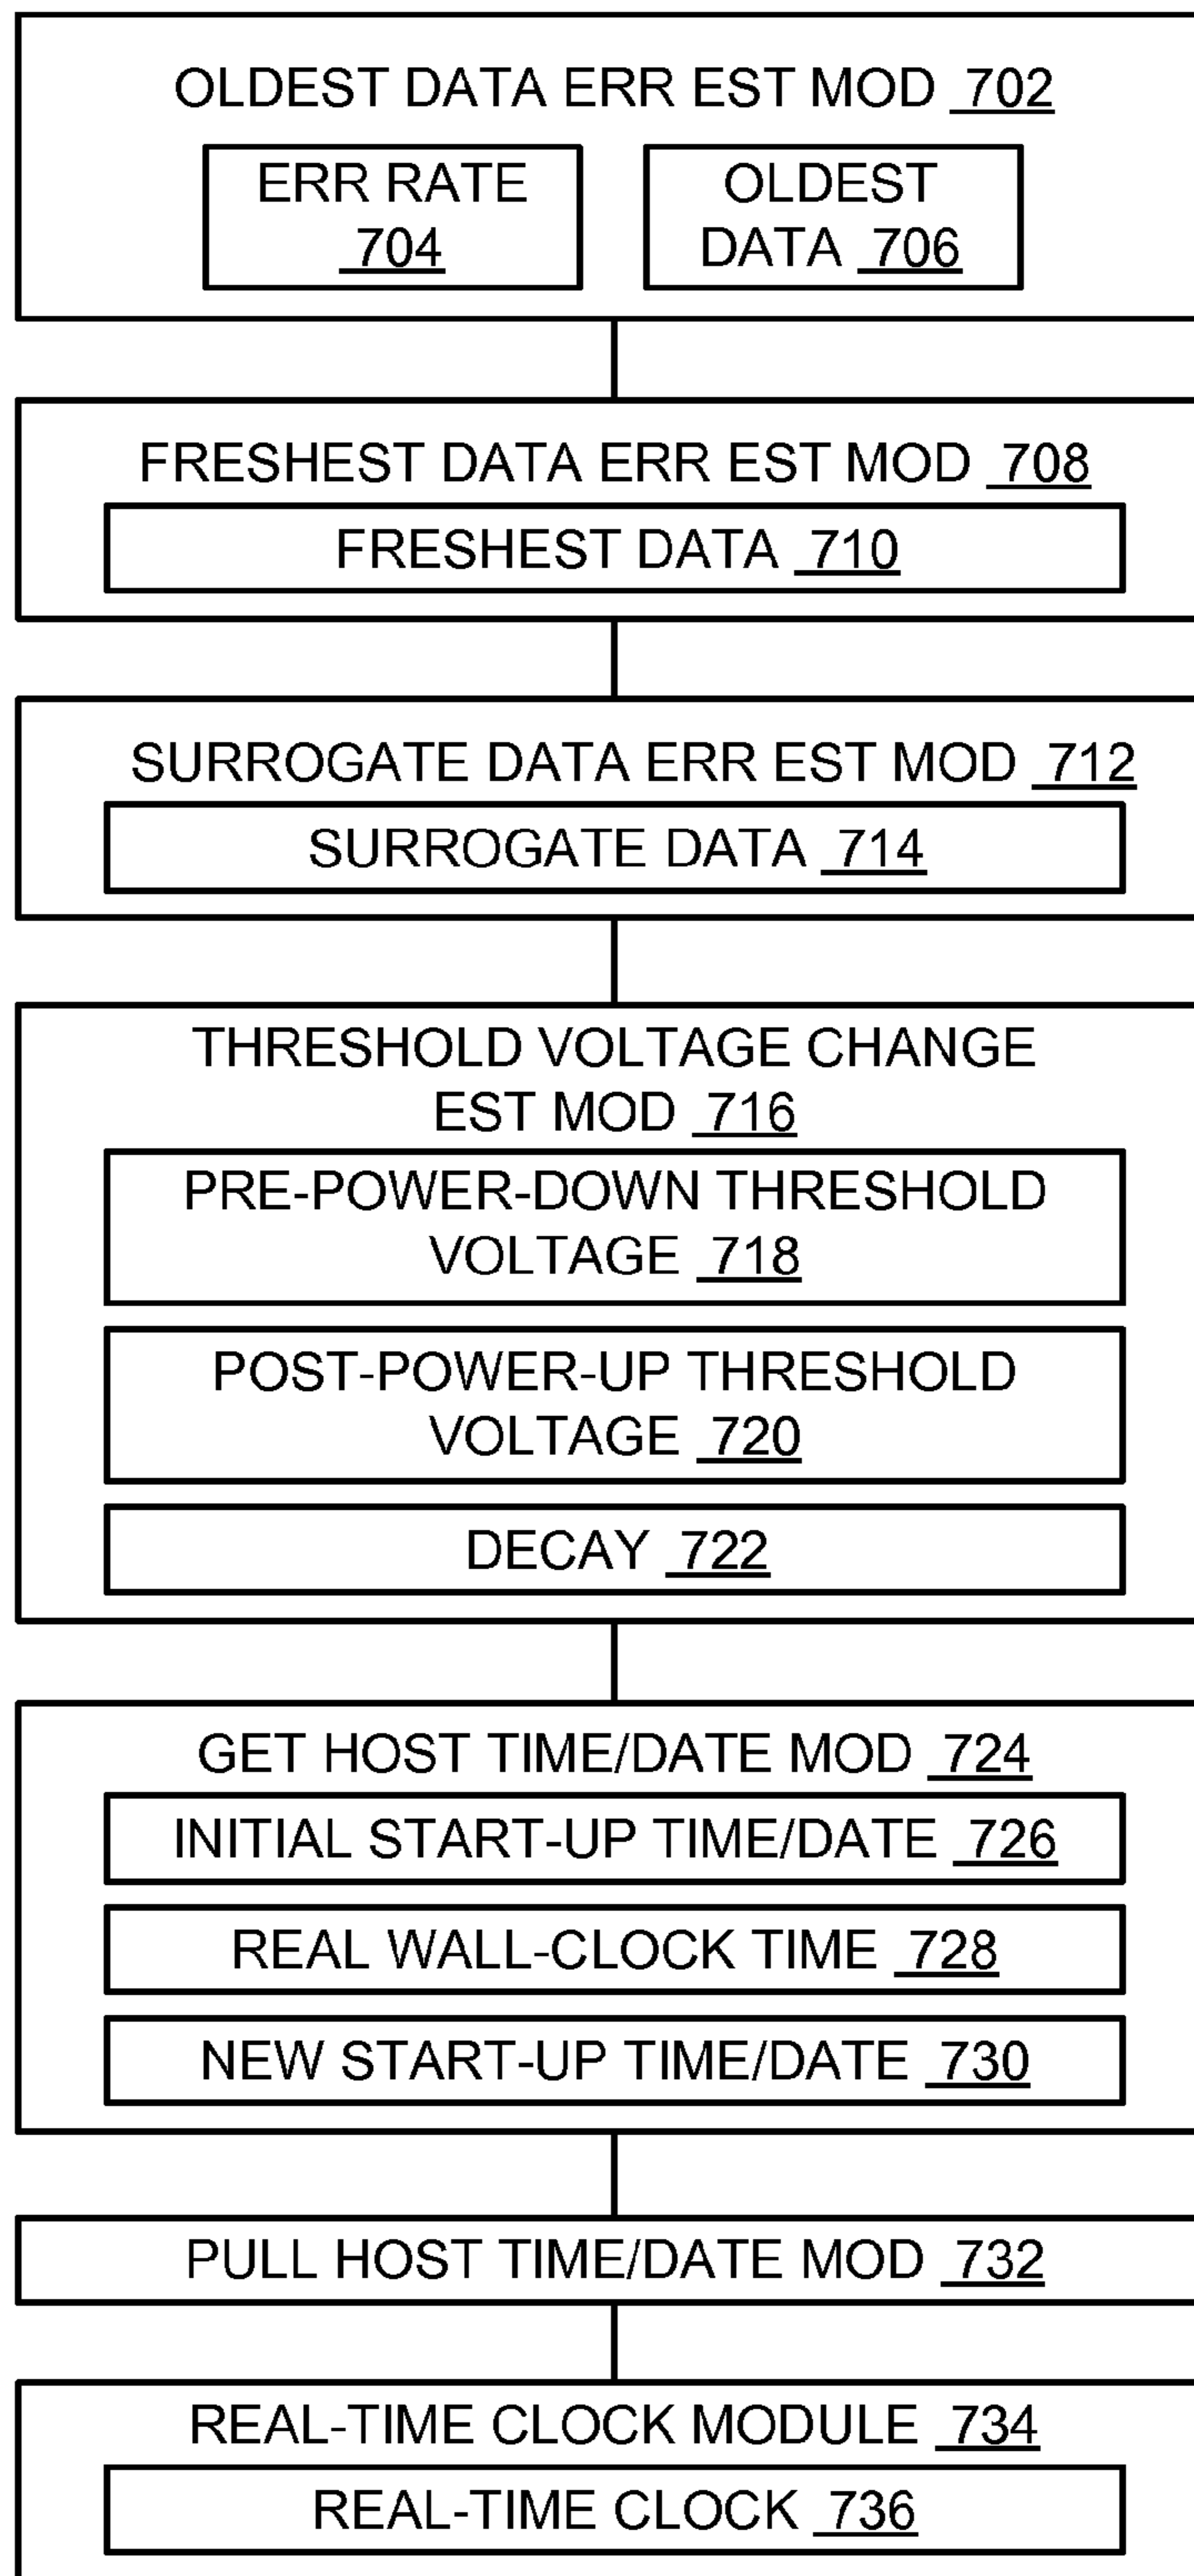 OLDEST DATA ERR EST MOD 702
ERR RATE
704
OLDEST
DATA 706
FRESHEST DATA ERR EST MOD 708
FRESHEST DATA 710
SURROGATE DATA ERR EST MOD 712
SURROGATE DATA 714
THRESHOLD VOLTAGE CHANGE
EST MOD 716
PRE-POWER-DOWN THRESHOLD
VOLTAGE 718
POST-POWER-UP THRESHOLD
VOLTAGE 720
DECAY 722
GET HOST TIME/DATE MOD 724
INITIAL START-UP TIME/DATE 726
REAL WALL-CLOCK TIME 728
NEW START-UP TIME/DATE 730
PULL HOST TIME/DATE MOD 732
REAL-TIME CLOCK MODULE 734
REAL-TIME CLOCK 736